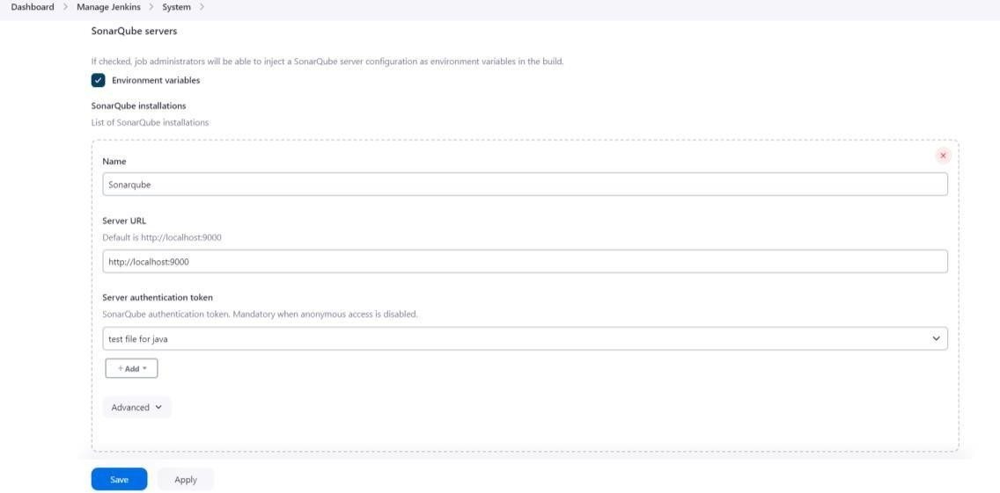 Dashboard > Manage Jenkins > System >
SonarQube servers
If checked, job administrators will be able to inject a SonarQube server configuration as environment variables in the build.
Environment variables
SonarQube installations
List of SonarQube installations
Name
Sonarqube
Server URL
Default is http://localhost:9000
http://localhost:9000
Server authentication token
SonarQube authentication token. Mandatory when anonymous access is disabled.
test file for java
+ Add
Advanced
Save Apply